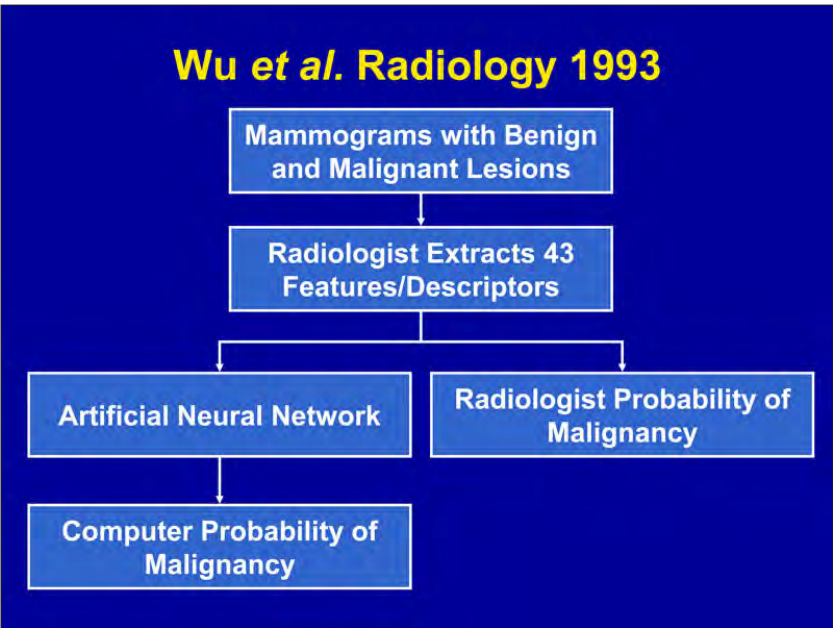 Wu et al. Radiology 1993
Mammograms with Benign
and Malignant Lesions
Radiologist Extracts 43
Features/Descriptors
Artificial Neural Network
Radiologist Probability of
Malignancy
Computer Probability of
Malignancy